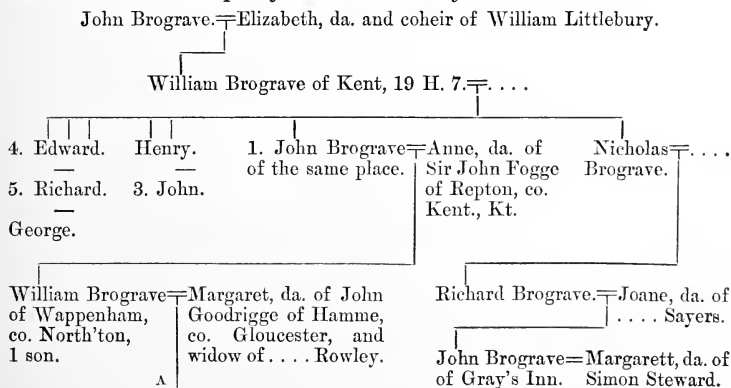 John Brograve.=Elizabeth, da. and coheir of William Littlebury.
William Brograve of Kent, 19 H. 7.=. . . .
4. Edward.
—
5. Richard.
—
George.
Henry.
—
3. John.
1. John Brograve=Anne, da. of
of the same place.
Sir John Fogge
of Repton, co.
Kent., Kt.
Nicholas=. . . .
Brograve.
William Brograve=Margaret, da. of John
of Wappenham,
co. North'ton,
1 son.
Goodrigge of Hamme,
co. Gloucester, and
widow of . . . . Rowley.
A
Richard Brograve.=Joane, da. of
. . . . Sayers.
John Brograve=Margarett, da. of
of Gray's Inn.
Simon Steward.